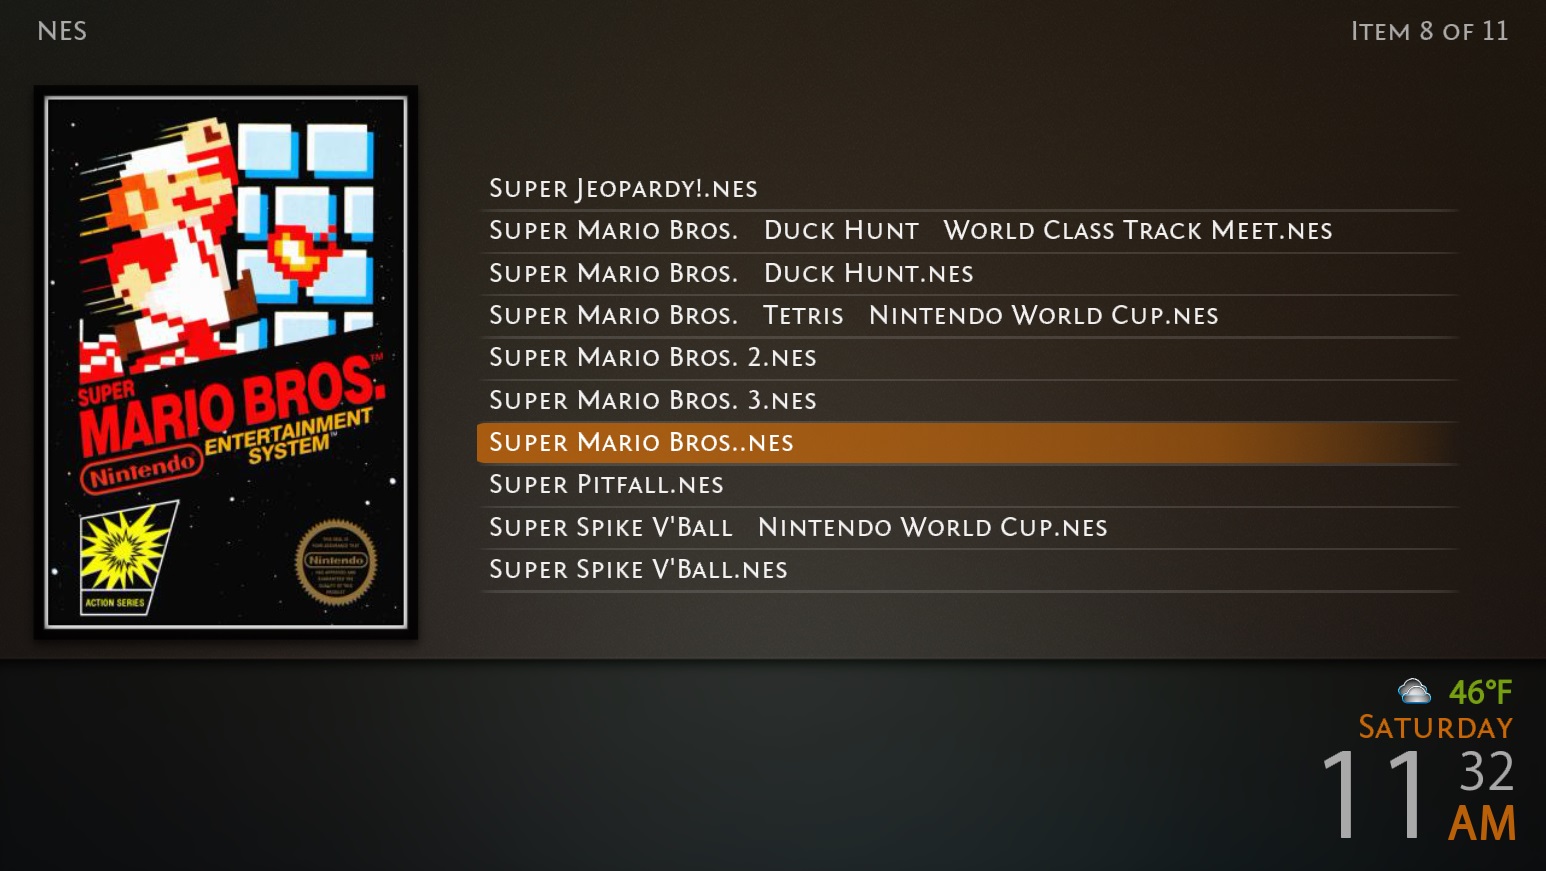 NES
Item 8 of 11
SUPER
MARIO BROS.™
ENTERTAINMENT
SYSTEM™
Nintendo
ACTION SERIES
Nintendo
Super Jeopardy!.nes
Super Mario Bros.   Duck Hunt   World Class Track Meet.nes
Super Mario Bros.   Duck Hunt.nes
Super Mario Bros.   Tetris   Nintendo World Cup.nes
Super Mario Bros. 2.nes
Super Mario Bros. 3.nes
Super Mario Bros..nes
Super Pitfall.nes
Super Spike V'Ball   Nintendo World Cup.nes
Super Spike V'Ball.nes
46°F
Saturday
11 32
AM